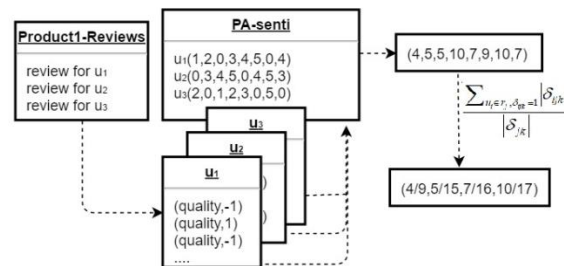 Product1-Reviews
review for u₁
review for u₂
review for u₃
PA-senti
u₁(1,2,0,3,4,5,0,4)
u₂(0,3,4,5,0,4,5,3)
u₃(2,0,1,2,3,0,5,0)
(4,5,5,10,7,9,10,7)
(4/9,5/15,7/16,10/17)
u₃
u₂
u₁
(quality,-1)
(quality,1)
(quality,-1)
....